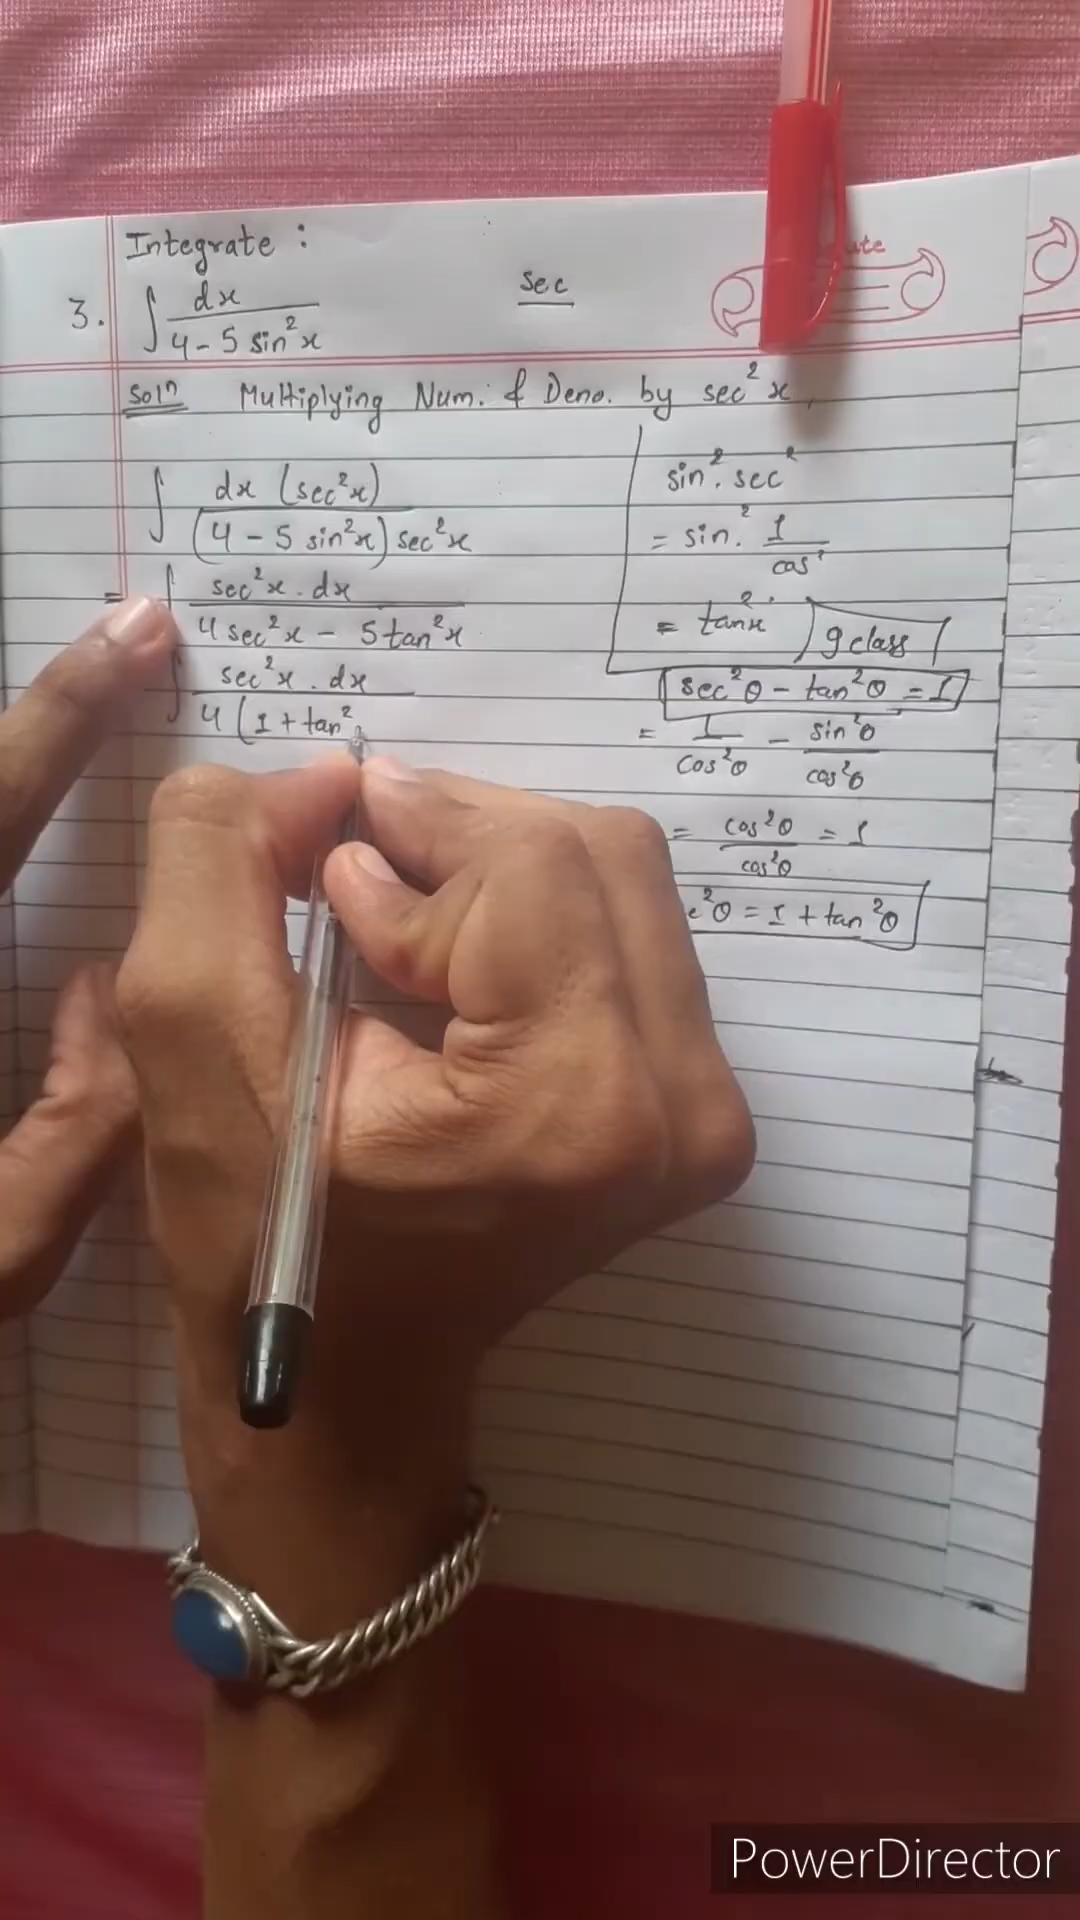 Integrate :
3. ∫ dx / 4 - 5 sin²x
sec
Solⁿ Multiplying Num. & Deno. by sec²x,
∫ dx (sec²x) / (4 - 5 sin²x) sec²x
= ∫ sec²x . dx / 4 sec²x - 5 tan²x
∫ sec²x . dx / 4 ( 1 + tan²
sin² . sec²
= sin² . 1 / cos²
= tan²x
9 class
sec²θ - tan²θ = 1
= 1 / cos²θ - sin²θ / cos²θ
= cos²θ / cos²θ = 1
c²θ = 1 + tan²θ
PowerDirector